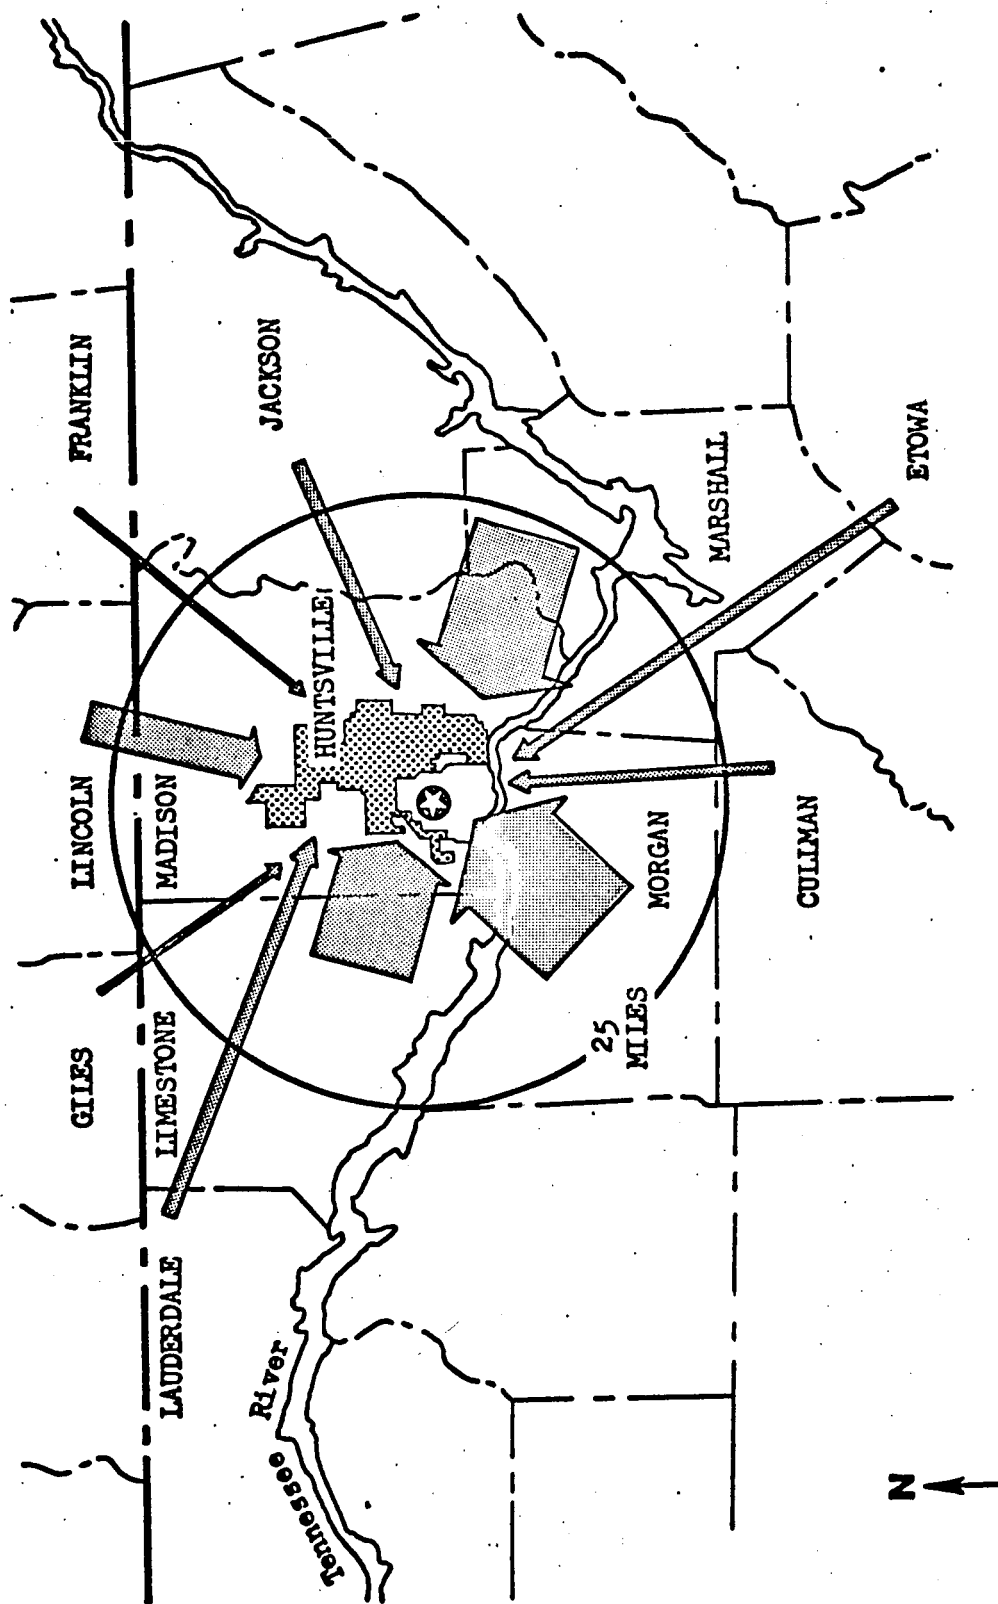 FRANKLIN
LINCOLN
GILES
JACKSON
MADISON
LIMESTONE
LAUDERDALE
HUNTSVILLE
River
Tennessee
25
MILES
MORGAN
MARSHALL
CULLMAN
ETOWA
N